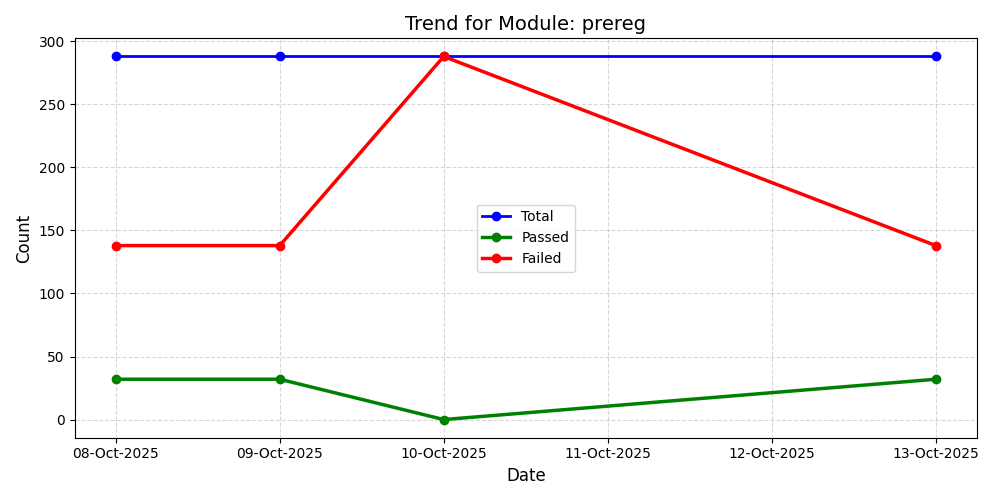 Trend for Module: prereg
300
250
200
150
100
50
0
Count
Total
Passed
Failed
08-Oct-2025 09-Oct-2025 10-Oct-2025 11-Oct-2025 12-Oct-2025 13-Oct-2025
Date